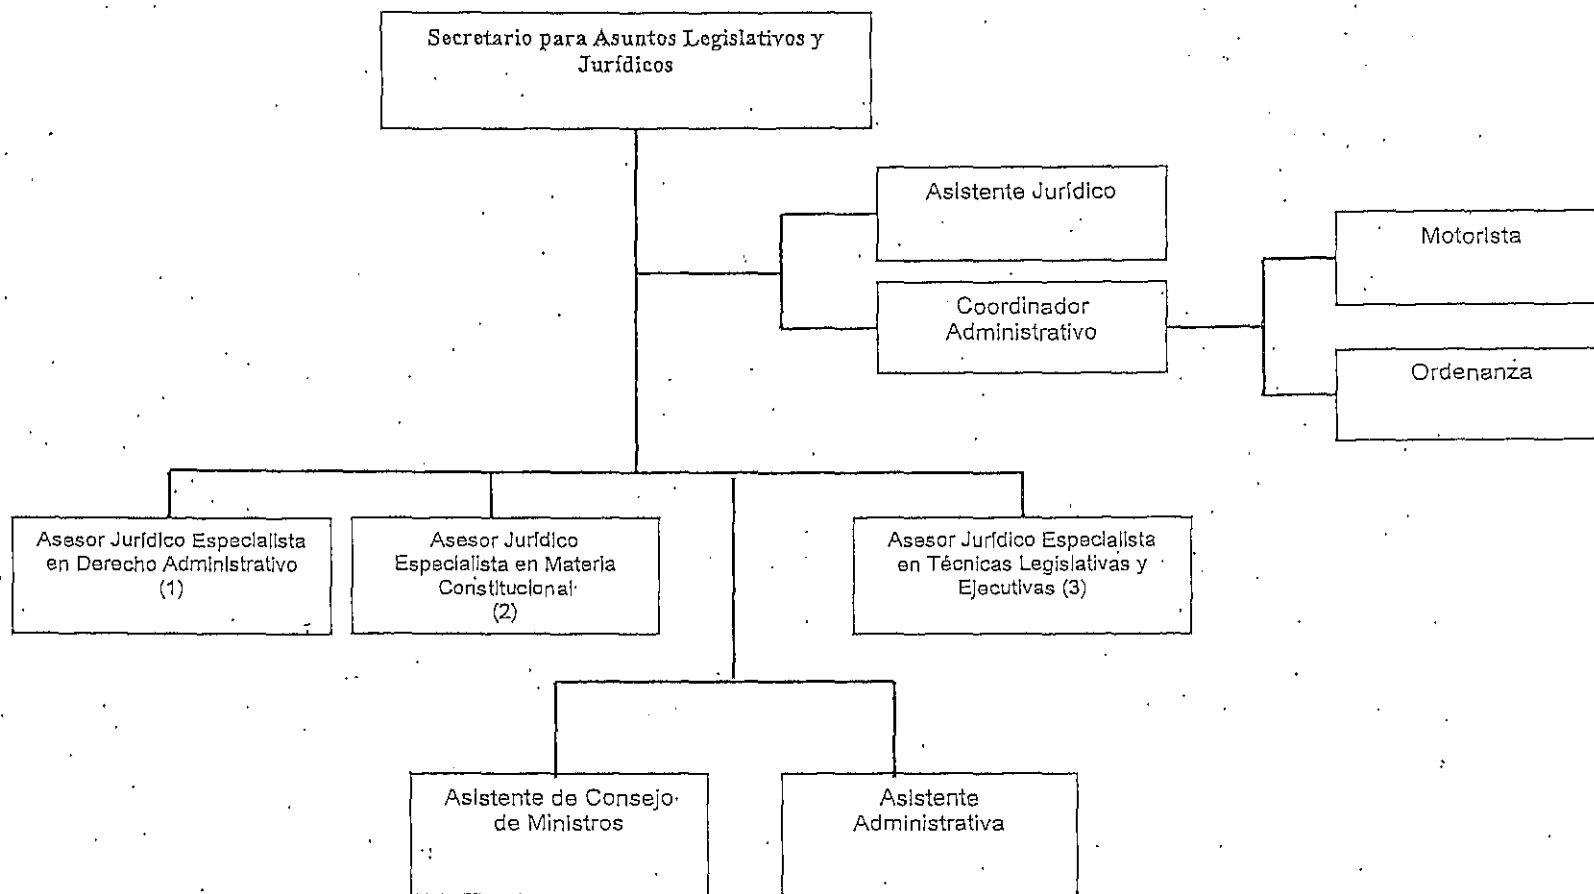 Secretario para Asuntos Legislativos y
Jurídicos
Asistente Jurídico
Motorista
Coordinador
Administrativo
Ordenanza
Asesor Jurídico Especialista
en Derecho Administrativo
(1)
Asesor Jurídico
Especialista en Materia
Constitucional
(2)
Asesor Jurídico Especialista
en Técnicas Legislativas y
Ejecutivas (3)
Asistente de Consejo
de Ministros
Asistente
Administrativa